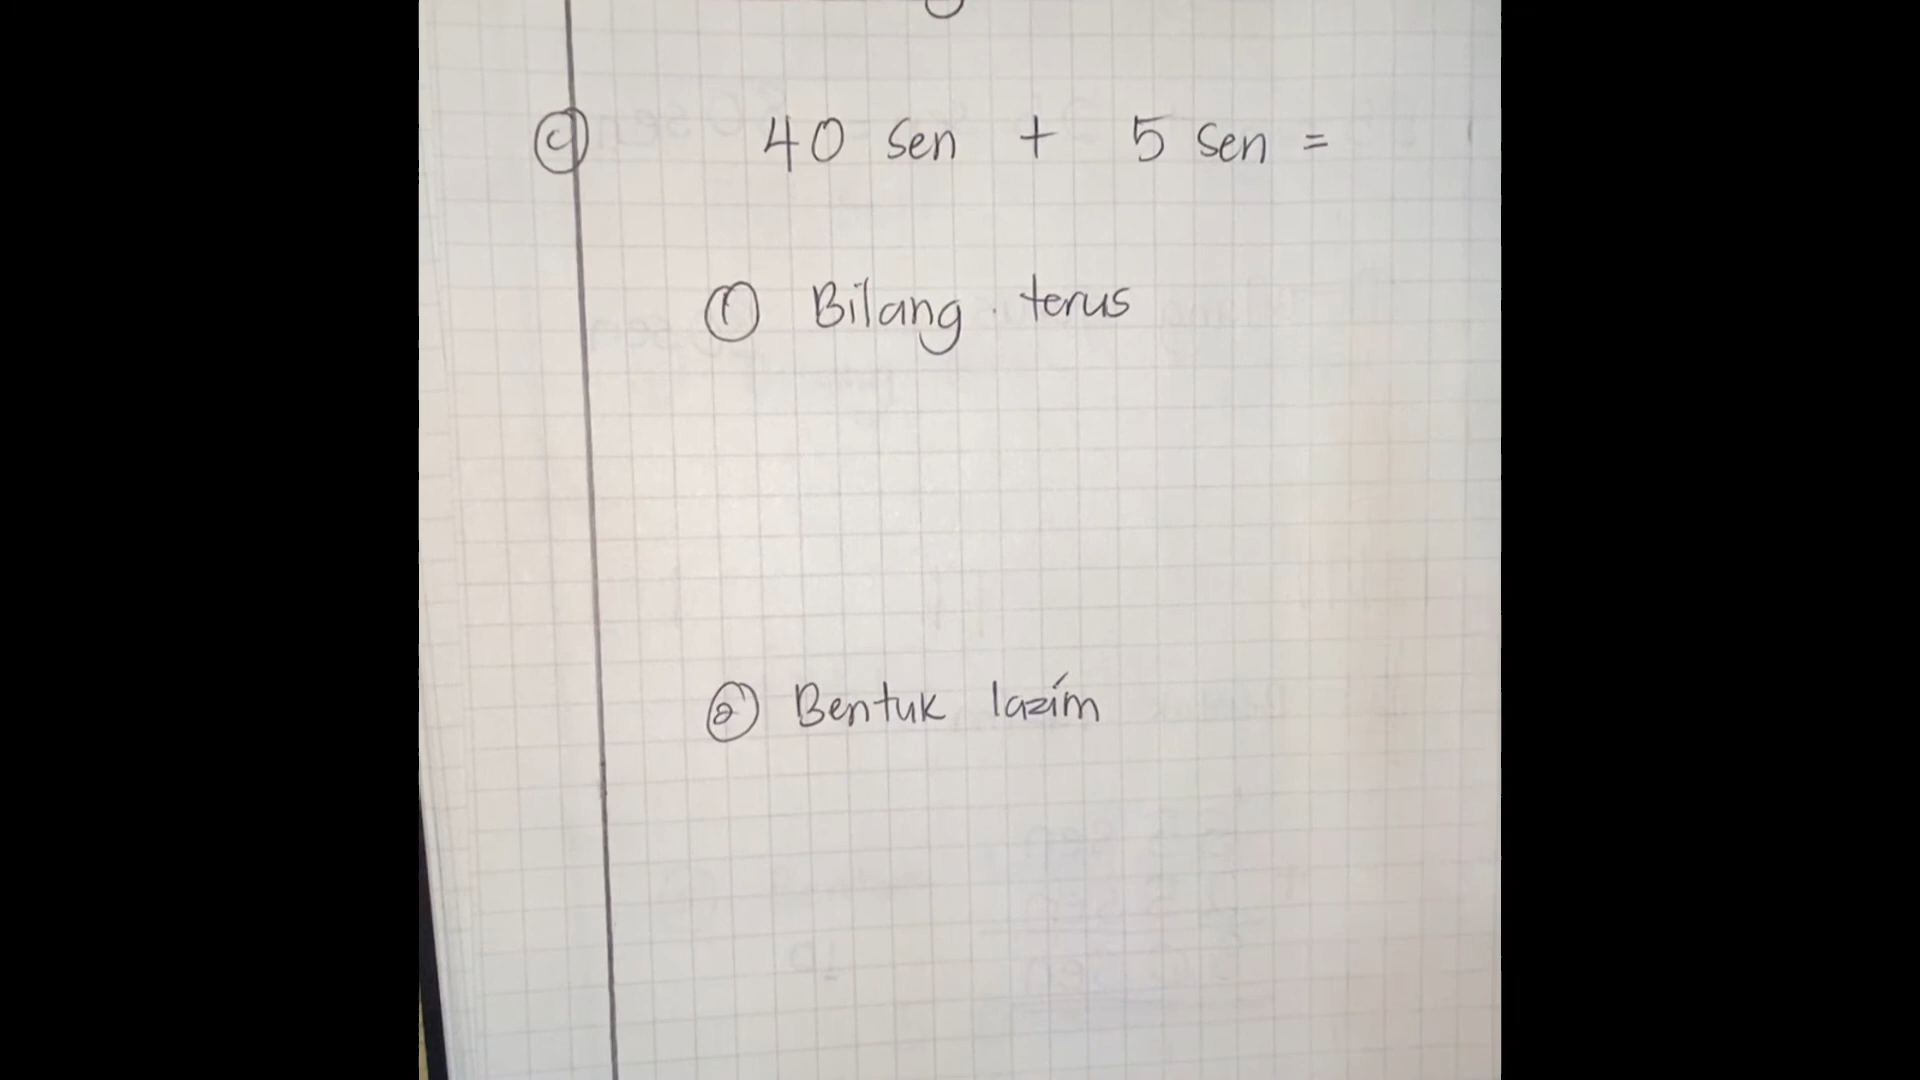 c 40 sen + 5 sen =
1 Bilang terus
2 Bentuk lazim